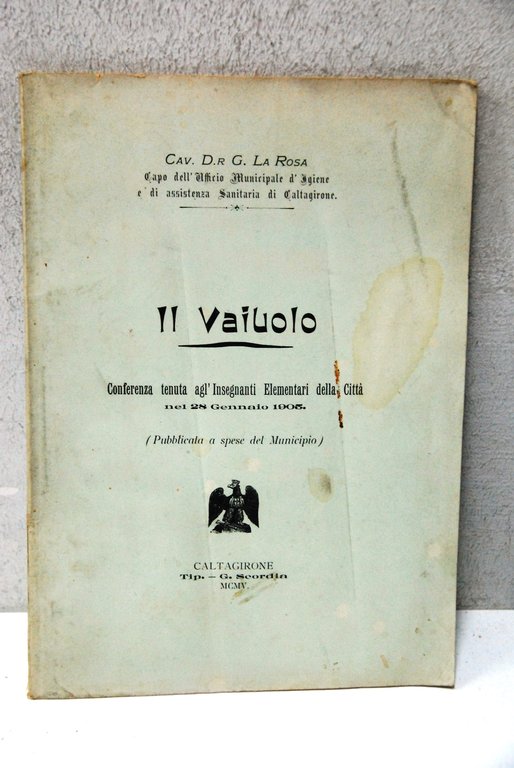 CAV. D.R G. LA ROSA
Capo dell'Ufficio Municipale d'Igiene
e di assistenza Sanitaria di Caltagirone.
Il Vaiuolo
Conferenza tenuta agl'Insegnanti Elementari della Città
nel 28 Gennaio 1905.
(Pubblicata a spese del Municipio)
CALTAGIRONE
Tip. – G. Scordia
MCMV.